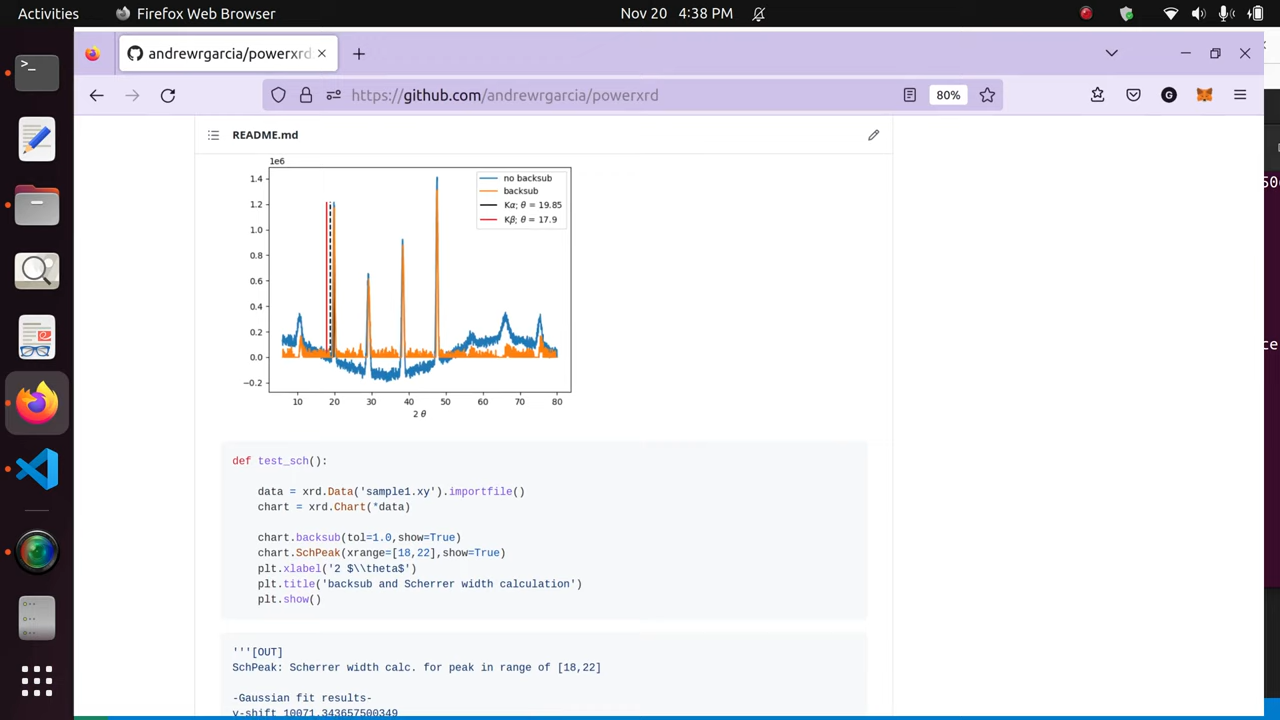 Activities
Firefox Web Browser
Nov 20 4:38 PM
andrewrgarcia/powerxrd
https://github.com/andrewrgarcia/powerxrd
80%
G
README.md
1e6
1.4
1.2
1.0
0.8
0.6
0.4
0.2
0.0
−0.2
10 20 30 40 50 60 70 80
2 θ
no backsub
backsub
Kα; θ = 19.85
Kβ; θ = 17.9
def test_sch():
data = xrd.Data('sample1.xy').importfile()
chart = xrd.Chart(*data)
chart.backsub(tol=1.0,show=True)
chart.SchPeak(xrange=[18,22],show=True)
plt.xlabel('2 $\\theta$')
plt.title('backsub and Scherrer width calculation')
plt.show()
'''[OUT]
SchPeak: Scherrer width calc. for peak in range of [18,22]
-Gaussian fit results-
y-shift 10071.343657500349